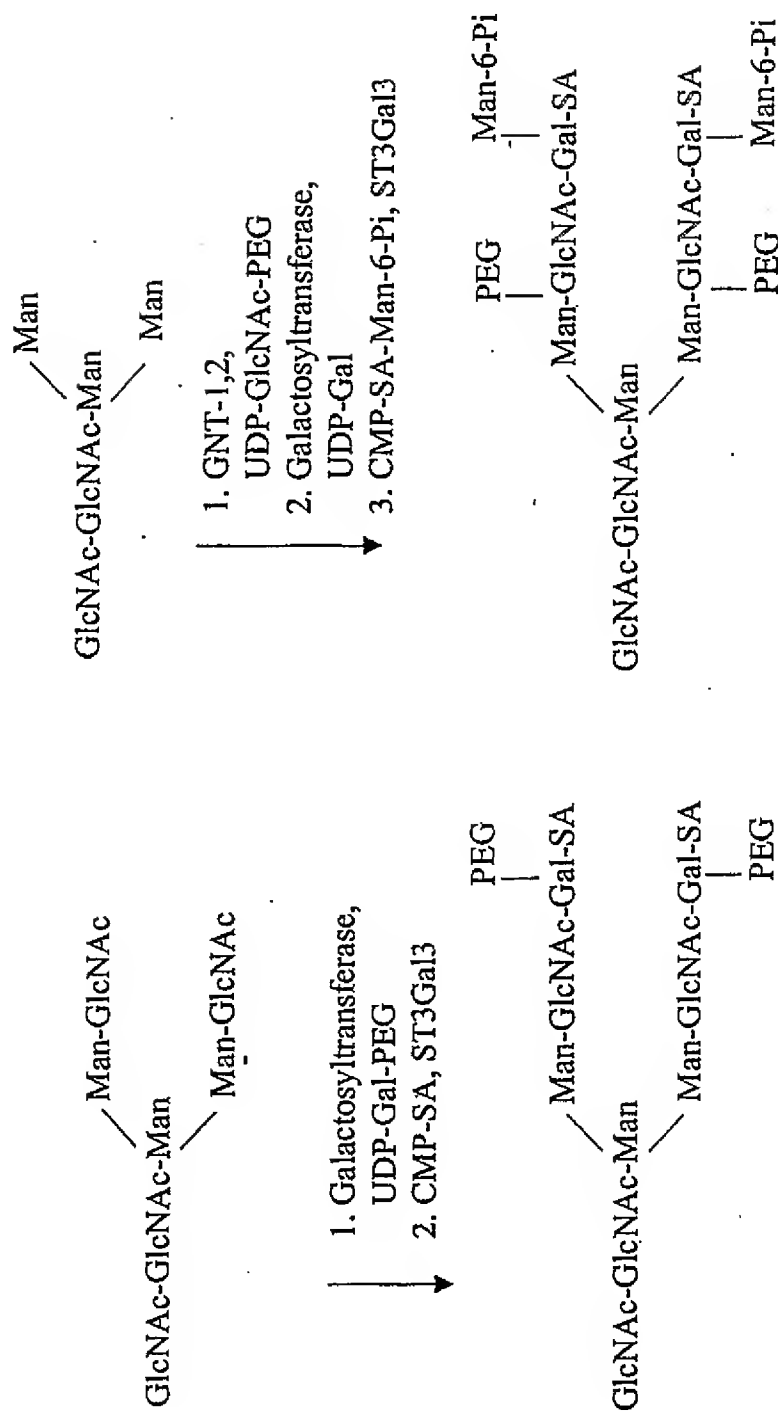 Man-GlcNAc
GlcNAc-GlcNAc-Man
Man-GlcNAc
1. Galactosyltransferase,
UDP-Gal-PEG
2. CMP-SA, ST3Gal3
PEG
Man-GlcNAc-Gal-SA
GlcNAc-GlcNAc-Man
Man-GlcNAc-Gal-SA
PEG
Man
GlcNAc-GlcNAc-Man
Man
1. GNT-1,2,
UDP-GlcNAc-PEG
2. Galactosyltransferase,
UDP-Gal
3. CMP-SA-Man-6-Pi, ST3Gal3
PEG Man-6-Pi
Man-GlcNAc-Gal-SA
GlcNAc-GlcNAc-Man
Man-GlcNAc-Gal-SA
PEG Man-6-Pi